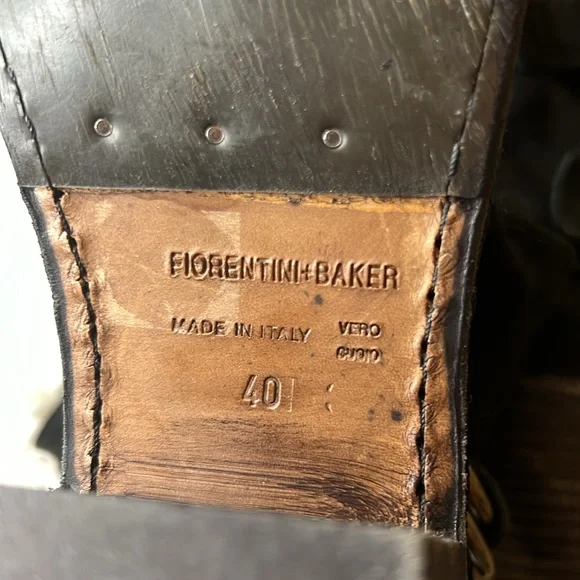 FIORENTINI+BAKER
MADE IN ITALY
VERO
CUOIO
40